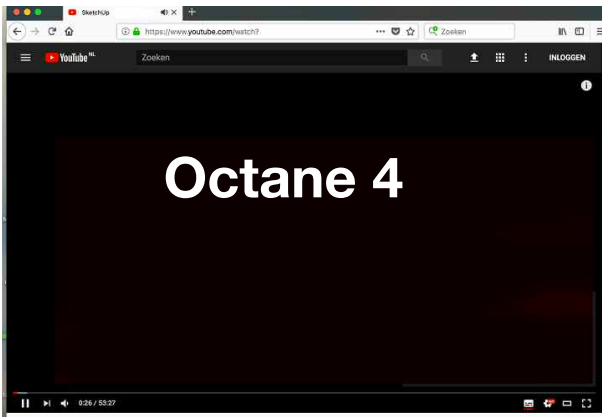 SketchUp
https://www.youtube.com/watch?
Zoeken
YouTube NL
Zoeken
INLOGGEN
Octane 4
0:26 / 53:27